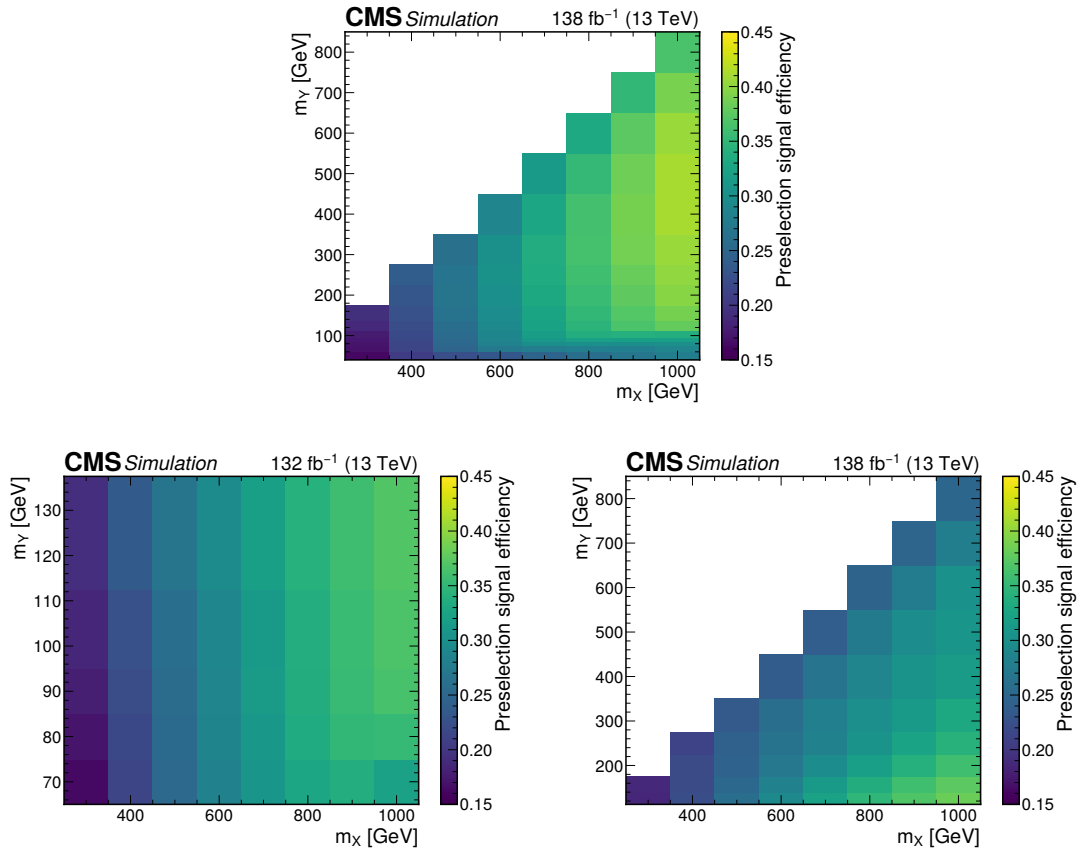 CMS Simulation 138 fb⁻¹ (13 TeV)
m_Y [GeV]
800
700
600
500
400
300
200
100
400 600 800 1000
m_X [GeV]
0.45
0.40
0.35
0.30
0.25
0.20
0.15
Preselection signal efficiency
CMS Simulation 132 fb⁻¹ (13 TeV)
m_Y [GeV]
130
120
110
100
90
80
70
400 600 800 1000
m_X [GeV]
0.45
0.40
0.35
0.30
0.25
0.20
0.15
Preselection signal efficiency
CMS Simulation 138 fb⁻¹ (13 TeV)
m_Y [GeV]
800
700
600
500
400
300
200
400 600 800 1000
m_X [GeV]
0.45
0.40
0.35
0.30
0.25
0.20
0.15
Preselection signal efficiency